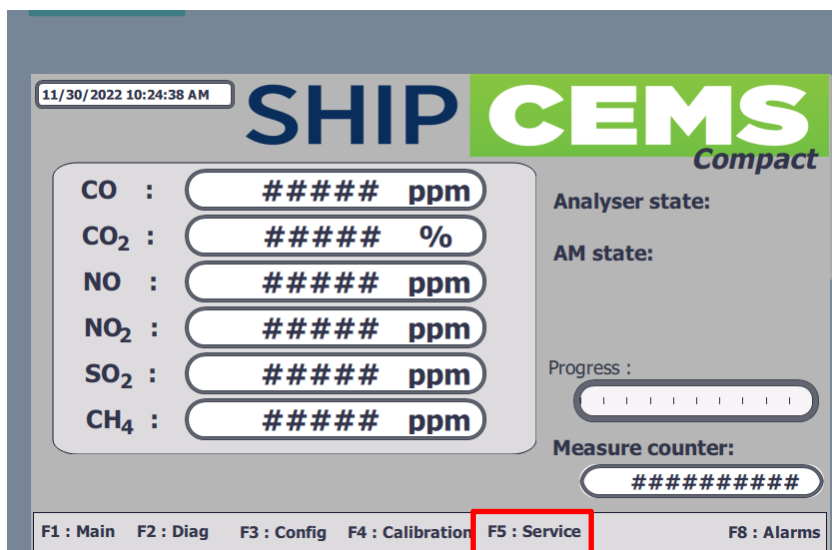 11/30/2022 10:24:38 AM
SHIP CEMS
Compact
CO : ##### ppm
CO2 : ##### %
NO : ##### ppm
NO2 : ##### ppm
SO2 : ##### ppm
CH4 : ##### ppm
Analyser state:
AM state:
Progress :
Measure counter:
##########
F1 : Main F2 : Diag F3 : Config F4 : Calibration F5 : Service F8 : Alarms